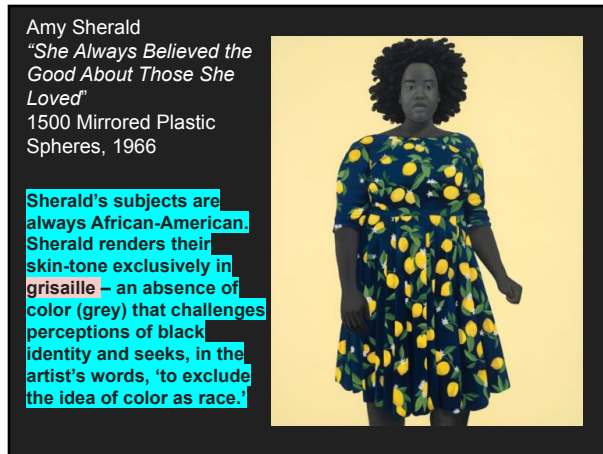 Amy Sherald
“She Always Believed the
Good About Those She
Loved”
1500 Mirrored Plastic
Spheres, 1966
Sherald’s subjects are
always African-American.
Sherald renders their
skin-tone exclusively in
grisaille – an absence of
color (grey) that challenges
perceptions of black
identity and seeks, in the
artist’s words, ‘to exclude
the idea of color as race.’